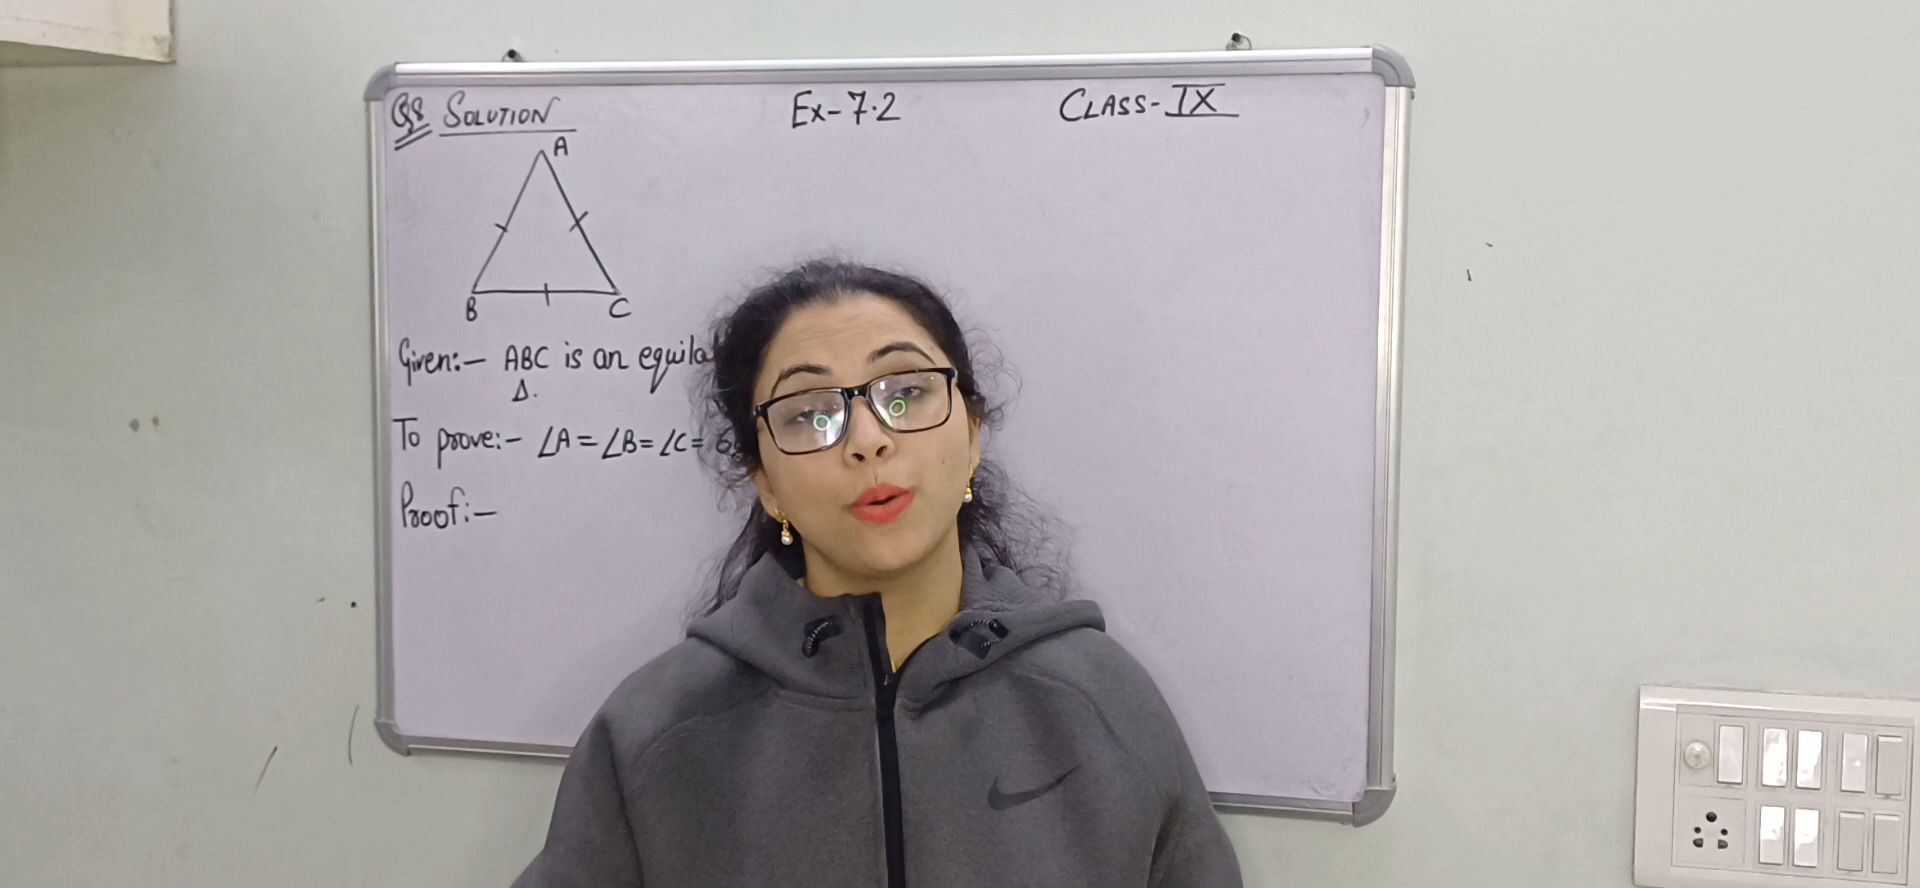 Q8 SOLUTION
Ex-7.2
CLASS-IX
A
B C
Given:- ABC is an
Δ.
To prove:- ∠A=∠B=∠C=
Proof:-